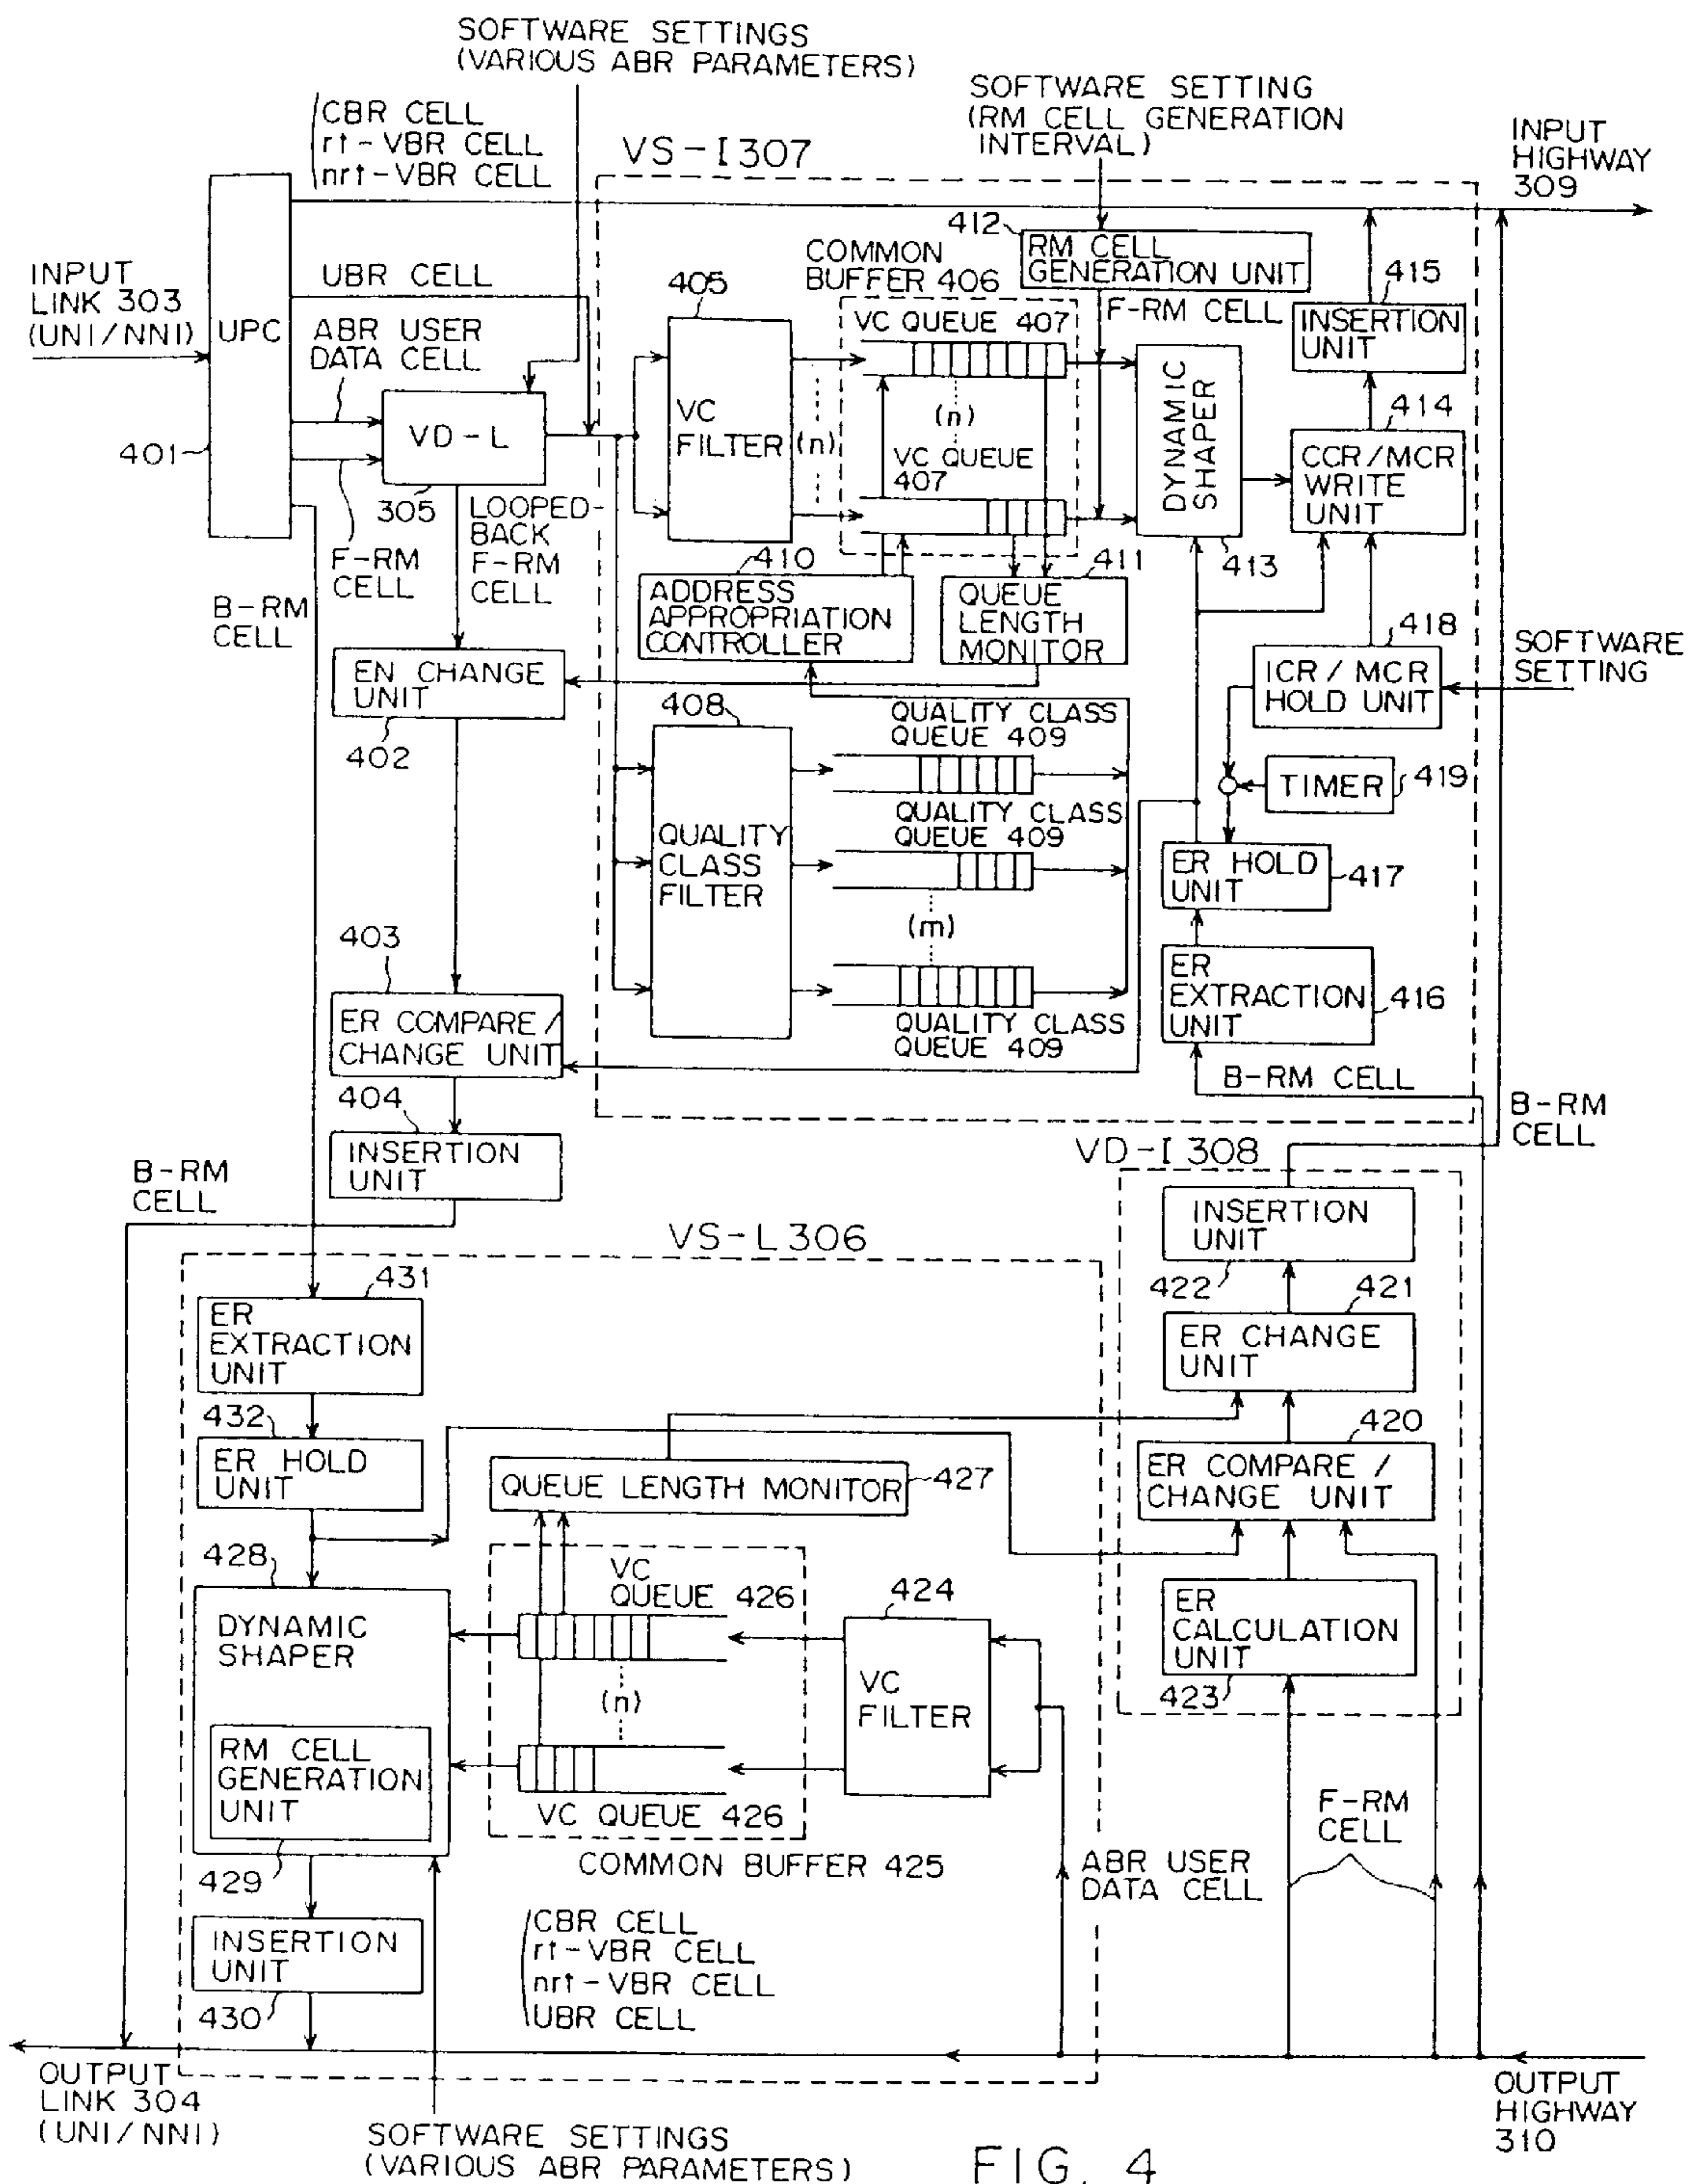 SOFTWARE SETTINGS
(VARIOUS ABR PARAMETERS)
SOFTWARE SETTING
(RM CELL GENERATION
INTERVAL)
CBR CELL
rt-VBR CELL
nrt-VBR CELL
VS-I307
INPUT
HIGHWAY
309
INPUT
LINK 303
(UNI/NNI)
UPC
401
UBR CELL
ABR USER
DATA CELL
VD-L
305
F-RM
CELL
LOOPED-
BACK
F-RM
CELL
B-RM
CELL
405
VC
FILTER
(n)
COMMON
BUFFER 406
VC QUEUE 407
(n)
VC QUEUE
407
412
RM CELL
GENERATION UNIT
F-RM CELL
DYNAMIC
SHAPER
413
415
INSERTION
UNIT
414
CCR/MCR
WRITE
UNIT
410
ADDRESS
APPROPRIATION
CONTROLLER
411
QUEUE
LENGTH
MONITOR
418
ICR/MCR
HOLD UNIT
SOFTWARE
SETTING
EN CHANGE
UNIT
402
408
QUALITY
CLASS
FILTER
QUALITY CLASS
QUEUE 409
QUALITY CLASS
QUEUE 409
(m)
QUALITY CLASS
QUEUE 409
TIMER
419
ER HOLD
UNIT
417
ER
EXTRACTION
UNIT
416
B-RM CELL
403
ER COMPARE/
CHANGE UNIT
404
INSERTION
UNIT
B-RM
CELL
B-RM
CELL
VD-I308
INSERTION
UNIT
422
421
ER CHANGE
UNIT
420
ER COMPARE/
CHANGE UNIT
ER
CALCULATION
UNIT
423
VS-L306
431
ER
EXTRACTION
UNIT
432
ER HOLD
UNIT
QUEUE LENGTH MONITOR
427
428
DYNAMIC
SHAPER
RM CELL
GENERATION
UNIT
429
VC
QUEUE 426
(n)
VC QUEUE 426
COMMON BUFFER 425
424
VC
FILTER
F-RM
CELL
ABR USER
DATA CELL
INSERTION
UNIT
430
CBR CELL
rt-VBR CELL
nrt-VBR CELL
UBR CELL
OUTPUT
LINK 304
(UNI/NNI)
OUTPUT
HIGHWAY
310
SOFTWARE SETTINGS
(VARIOUS ABR PARAMETERS)
FIG. 4